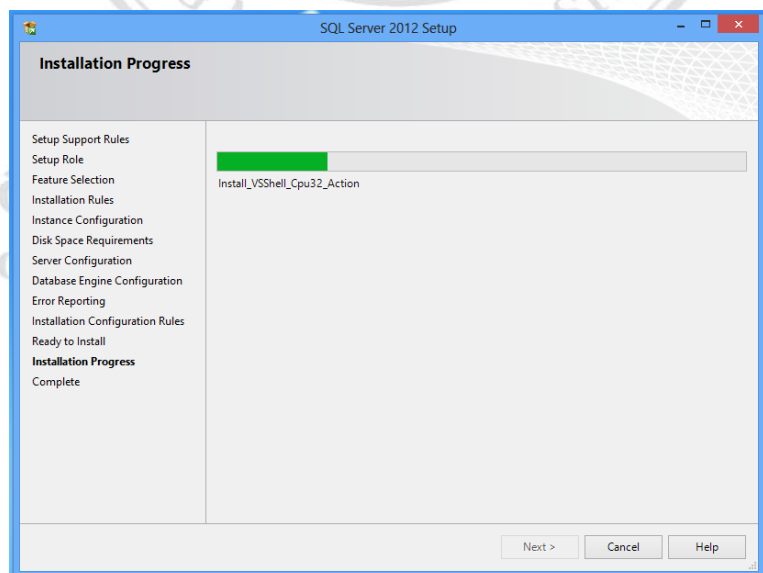 SQL Server 2012 Setup
Installation Progress
Setup Support Rules
Setup Role
Feature Selection
Installation Rules
Instance Configuration
Disk Space Requirements
Server Configuration
Database Engine Configuration
Error Reporting
Installation Configuration Rules
Ready to Install
Installation Progress
Complete
Install_VSShell_Cpu32_Action
Next >
Cancel
Help